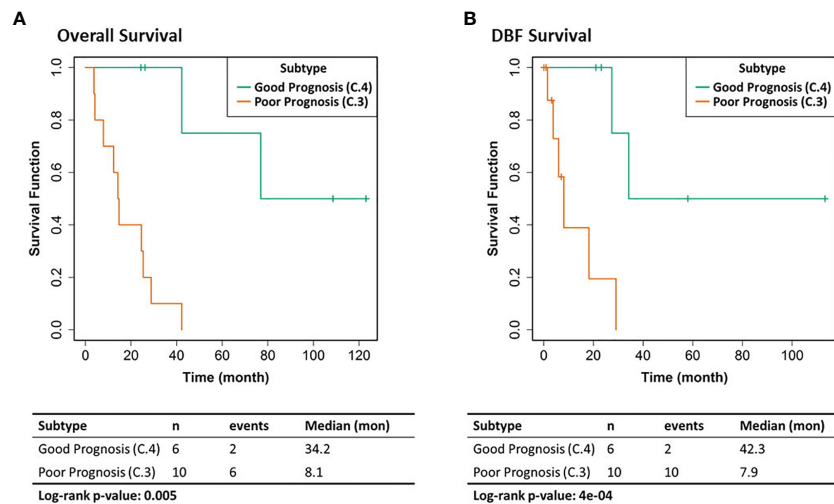 A
Overall Survival
Subtype
Good Prognosis (C.4)
Poor Prognosis (C.3)
Survival Function
1.0
0.8
0.6
0.4
0.2
0.0
0 20 40 60 80 100 120
Time (month)
Subtype n events Median (mon)
Good Prognosis (C.4) 6 2 34.2
Poor Prognosis (C.3) 10 6 8.1
Log-rank p-value: 0.005
B
DBF Survival
Subtype
Good Prognosis (C.4)
Poor Prognosis (C.3)
Survival Function
1.0
0.8
0.6
0.4
0.2
0.0
0 20 40 60 80 100
Time (month)
Subtype n events Median (mon)
Good Prognosis (C.4) 6 2 42.3
Poor Prognosis (C.3) 10 10 7.9
Log-rank p-value: 4e-04